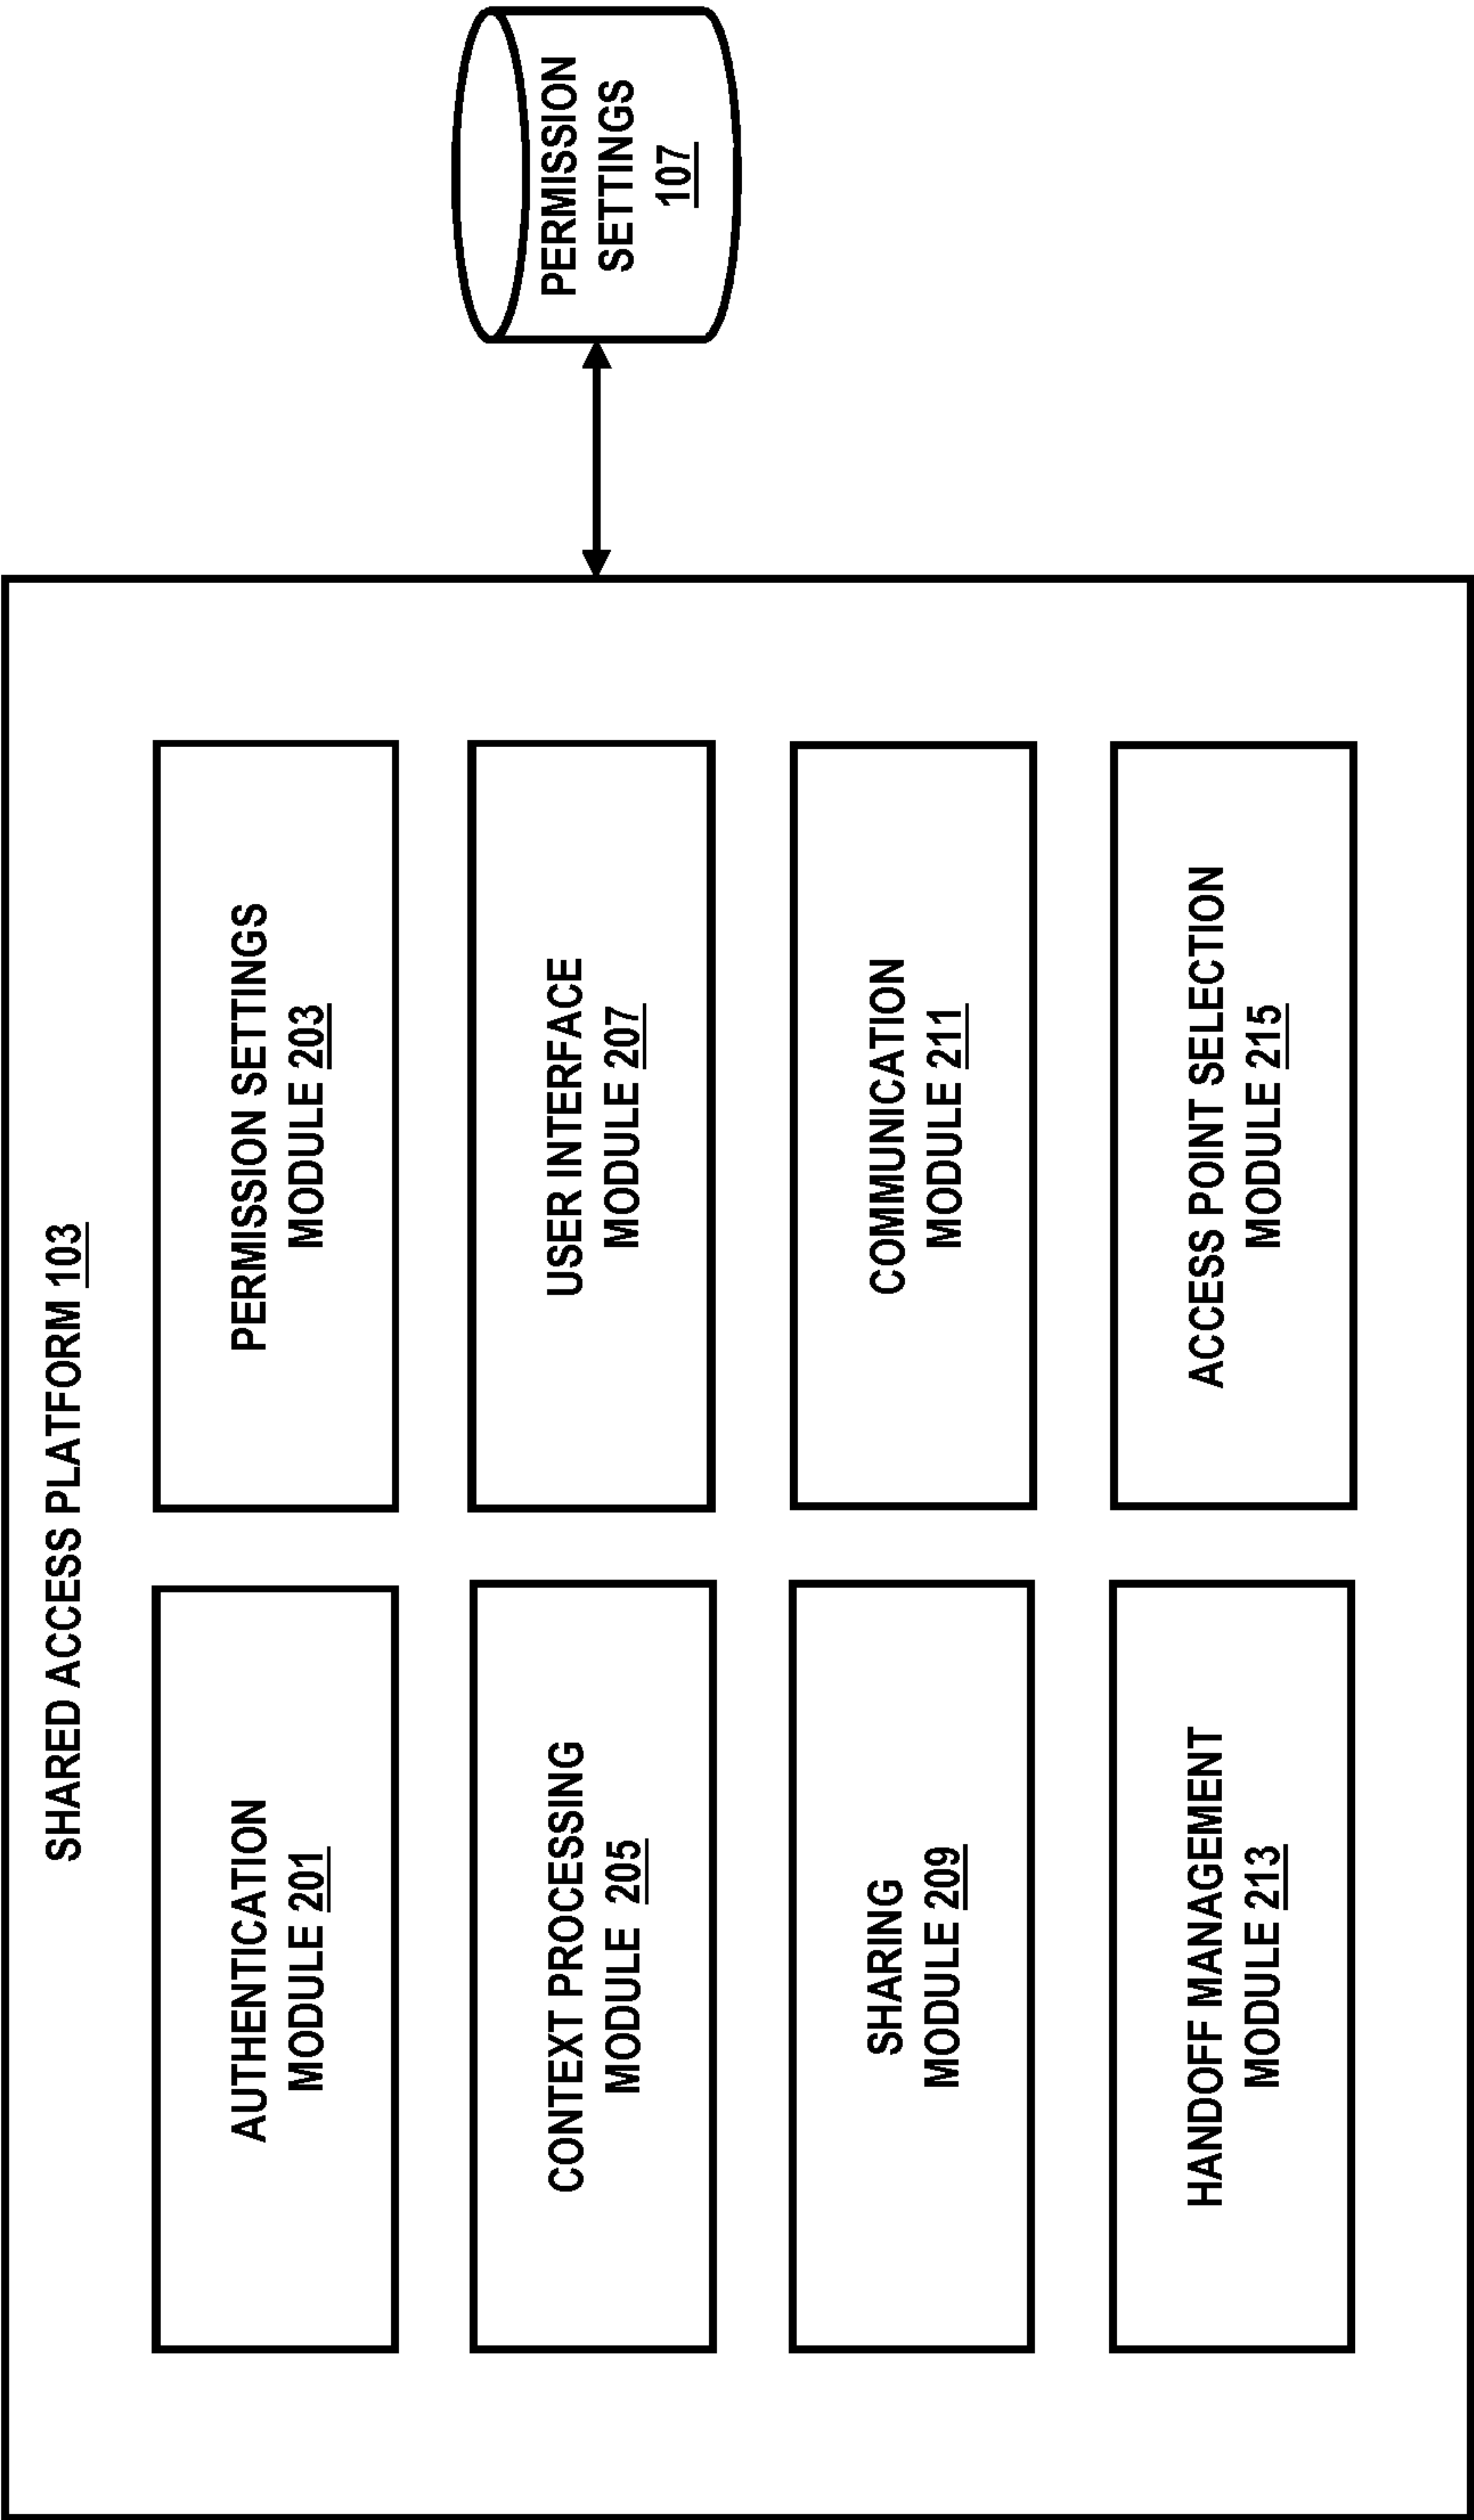 SHARED ACCESS PLATFORM 103
AUTHENTICATION
MODULE 201
PERMISSION SETTINGS
MODULE 203
CONTEXT PROCESSING
MODULE 205
USER INTERFACE
MODULE 207
SHARING
MODULE 209
COMMUNICATION
MODULE 211
HANDOFF MANAGEMENT
MODULE 213
ACCESS POINT SELECTION
MODULE 215
PERMISSION
SETTINGS
107